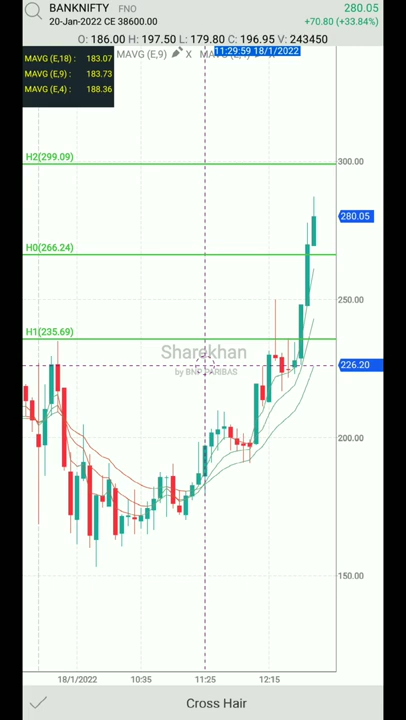 BANKNIFTY FNO
280.05
20-Jan-2022 CE 38600.00
+70.80 (+33.84%)
O: 186.00 H: 197.50 L: 179.80 C: 196.95 V: 243450
MAVG (E,9) X
11:29:59 18/1/2022
MAVG (E,18) : 183.07
MAVG (E,9) : 183.73
MAVG (E,4) : 188.36
H2(299.09)
300.00
280.05
H0(266.24)
250.00
H1(235.69)
Sharekhan
by BNP PARIBAS
226.20
200.00
150.00
18/1/2022 10:35 11:25 12:15
Cross Hair